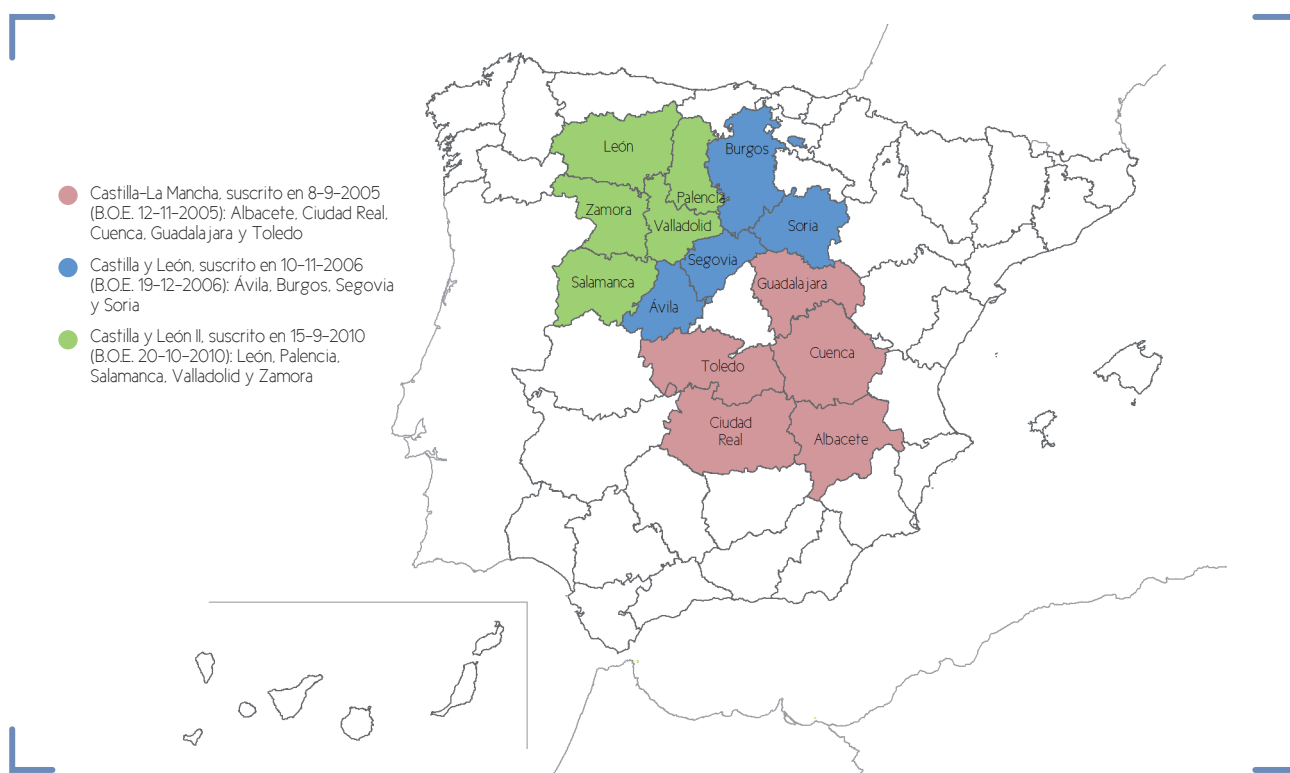 León
Burgos
Palencia
Zamora
Valladolid
Soria
Segovia
Salamanca
Guadalajara
Ávila
Cuenca
Toledo
Ciudad
Real
Albacete
Castilla-La Mancha, suscrito en 8-9-2005
(B.O.E. 12-11-2005): Albacete, Ciudad Real,
Cuenca, Guadalajara y Toledo
Castilla y León, suscrito en 10-11-2006
(B.O.E. 19-12-2006): Ávila, Burgos, Segovia
y Soria
Castilla y León II, suscrito en 15-9-2010
(B.O.E. 20-10-2010): León, Palencia,
Salamanca, Valladolid y Zamora